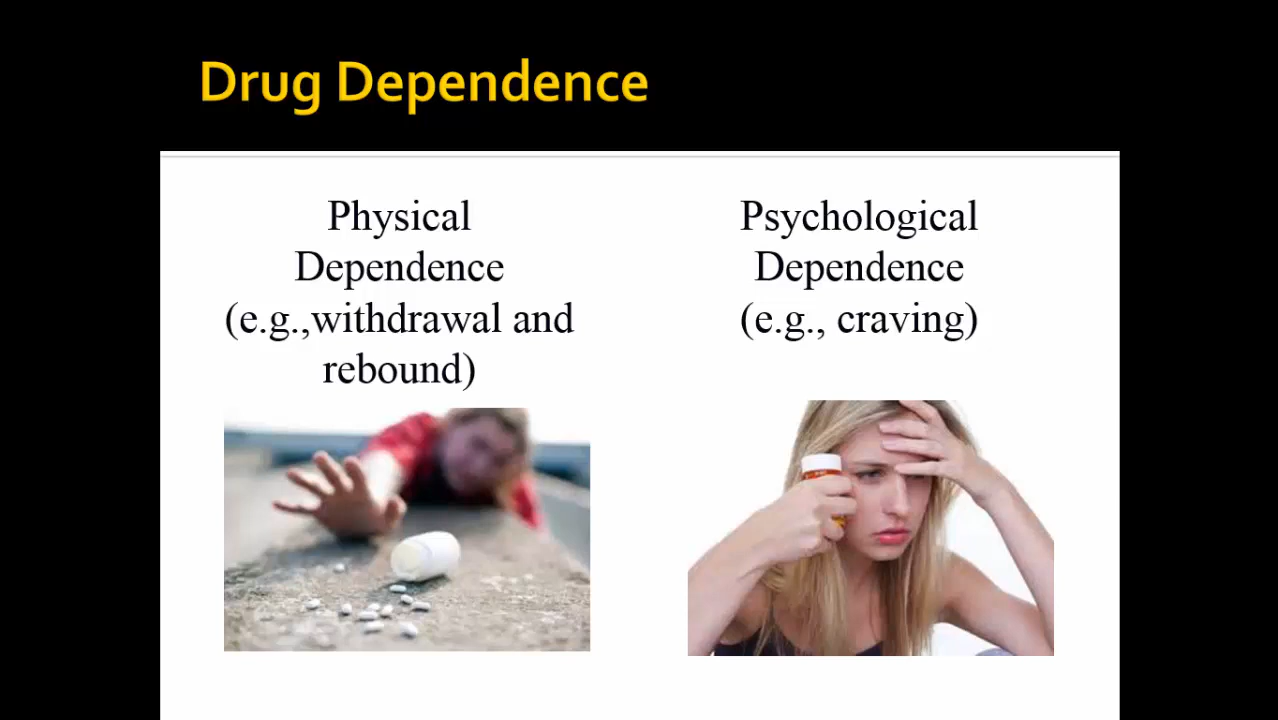 Drug Dependence
Physical
Dependence
(e.g.,withdrawal and
rebound)
Psychological
Dependence
(e.g., craving)